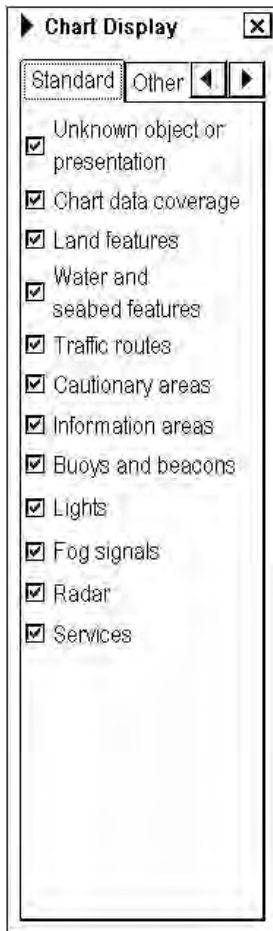 Chart Display
Standard Other
Unknown object or
presentation
Chart data coverage
Land features
Water and
seabed features
Traffic routes
Cautionary areas
Information areas
Buoys and beacons
Lights
Fog signals
Radar
Services